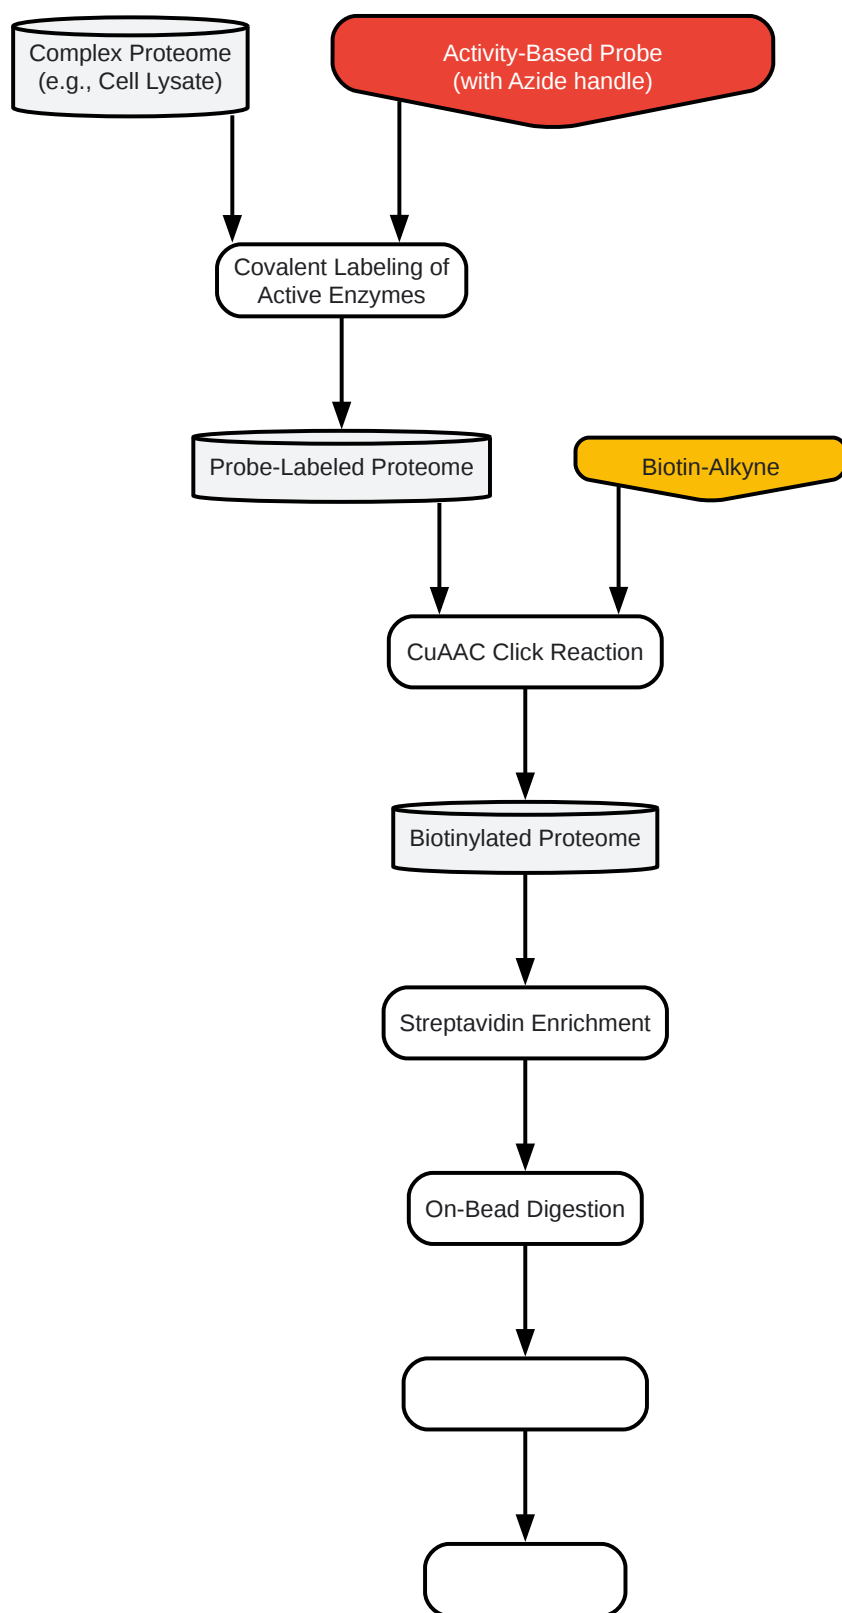 Complex Proteome
(e.g., Cell Lysate)
Activity-Based Probe
(with Azide handle)
Covalent Labeling of
Active Enzymes
Probe-Labeled Proteome
Biotin-Alkyne
CuAAC Click Reaction
Biotinylated Proteome
Streptavidin Enrichment
On-Bead Digestion